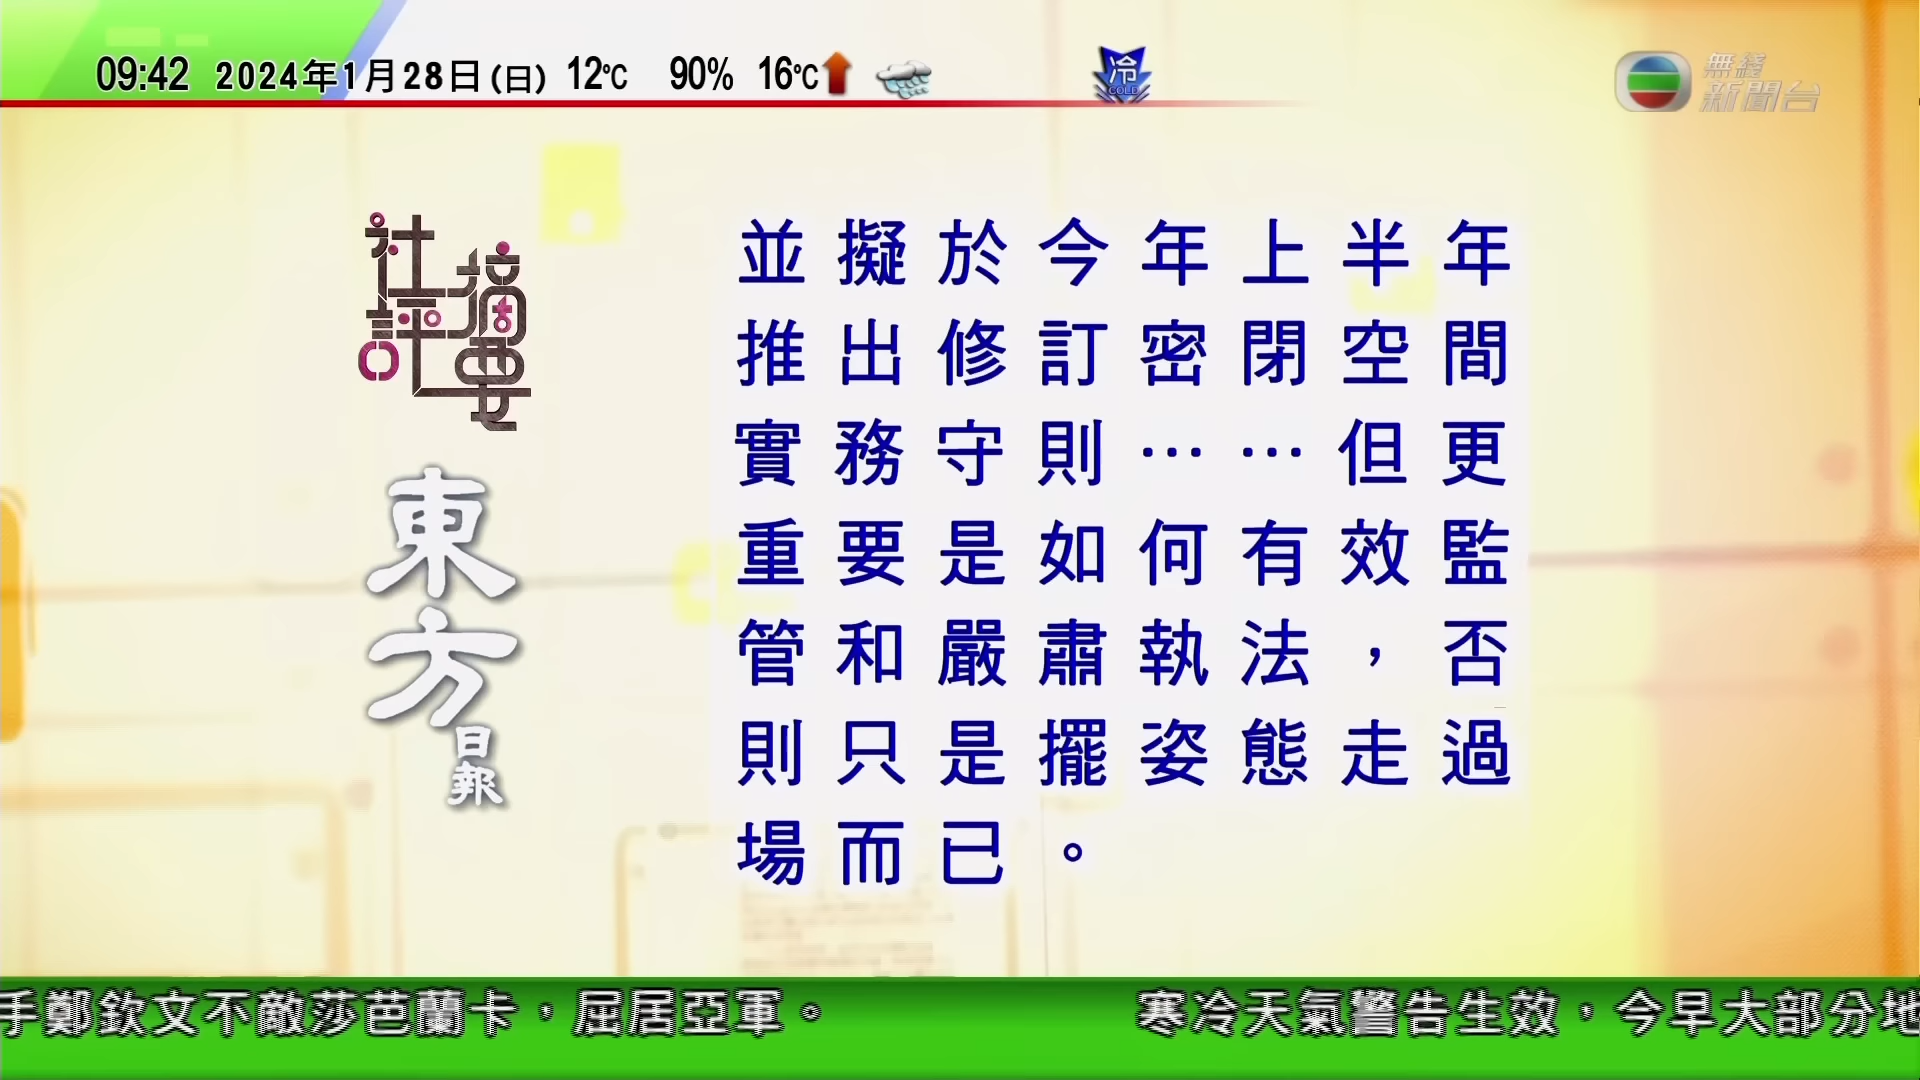 09:42 2024年1月28日(日) 12℃ 90% 16℃
冷
COLD
無綫
新聞台
社評
摘要
東方
日報
並擬於今年上半年
推出修訂密閉空間
實務守則……但更
重要是如何有效監
管和嚴肅執法，否
則只是擺姿態走過
場而已。
手鄭欽文不敵莎芭蘭卡，屈居亞軍。 寒冷天氣警告生效，今早大部分地